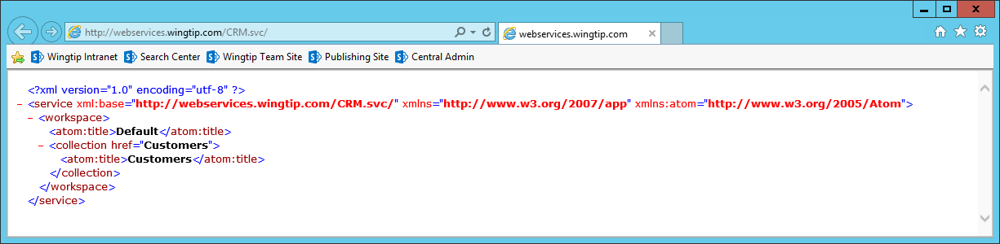 http://webservices.wingtip.com/CRM.svc/
webservices.wingtip.com
Wingtip Intranet Search Center Wingtip Team Site Publishing Site Central Admin
<?xml version="1.0" encoding="utf-8" ?>
- <service xml:base="http://webservices.wingtip.com/CRM.svc/" xmlns="http://www.w3.org/2007/app" xmlns:atom="http://www.w3.org/2005/Atom">
- <workspace>
<atom:title>Default</atom:title>
- <collection href="Customers">
<atom:title>Customers</atom:title>
</collection>
</workspace>
</service>